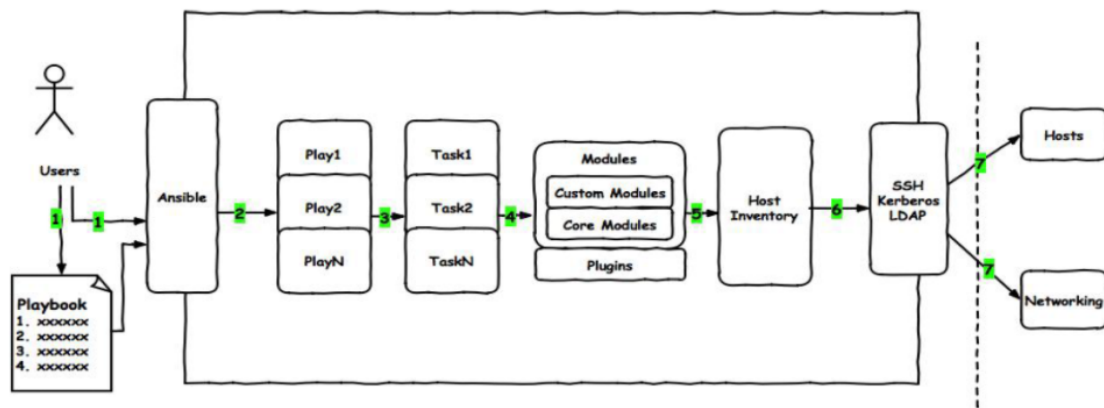 Users
1
1
Playbook
1. xxxxxx
2. xxxxxx
3. xxxxxx
4. xxxxxx
Ansible
2
Play1
Play2
PlayN
3
Task1
Task2
TaskN
4
Modules
Custom Modules
Core Modules
Plugins
5
Host
Inventory
6
SSH
Kerberos
LDAP
7
7
Hosts
Networking